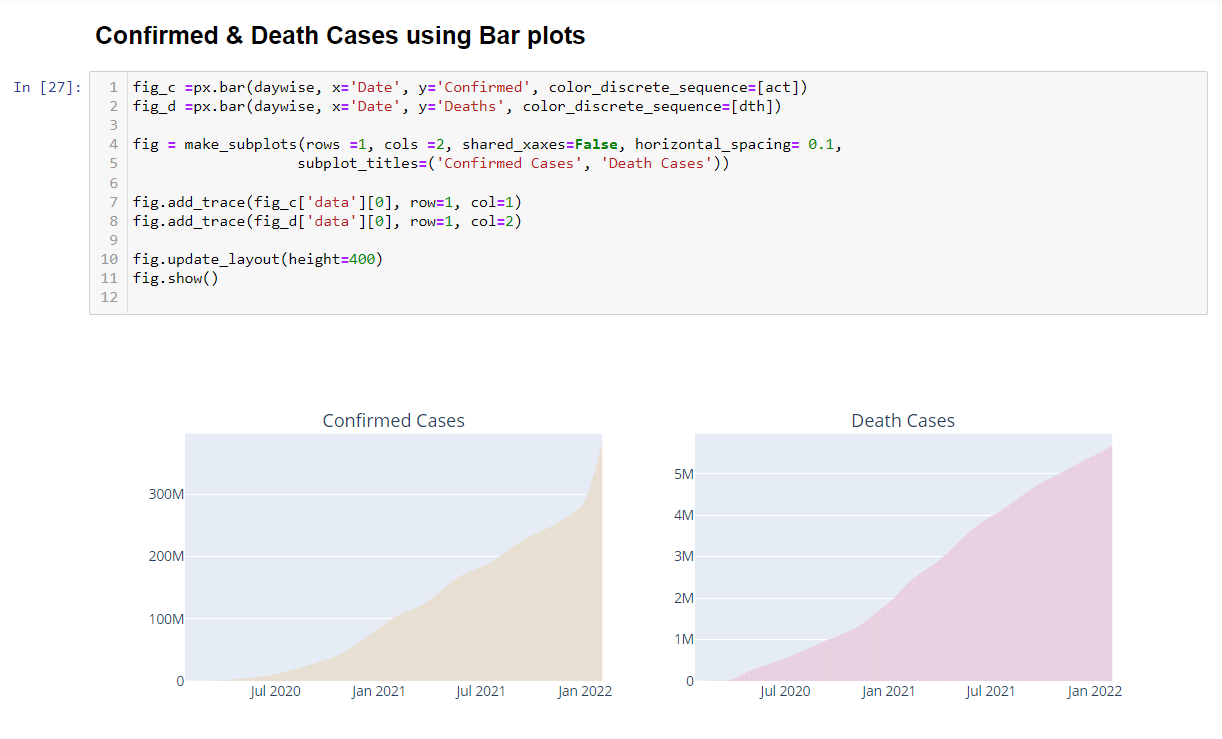 Confirmed & Death Cases using Bar plots
In [27]:
1 fig_c =px.bar(daywise, x='Date', y='Confirmed', color_discrete_sequence=[act])
2 fig_d =px.bar(daywise, x='Date', y='Deaths', color_discrete_sequence=[dth])
3
4 fig = make_subplots(rows =1, cols =2, shared_xaxes=False, horizontal_spacing= 0.1,
5                    subplot_titles=('Confirmed Cases', 'Death Cases'))
6
7 fig.add_trace(fig_c['data'][0], row=1, col=1)
8 fig.add_trace(fig_d['data'][0], row=1, col=2)
9
10 fig.update_layout(height=400)
11 fig.show()
12
Confirmed Cases
300M
200M
100M
0
Jul 2020 Jan 2021 Jul 2021 Jan 2022
Death Cases
5M
4M
3M
2M
1M
0
Jul 2020 Jan 2021 Jul 2021 Jan 2022